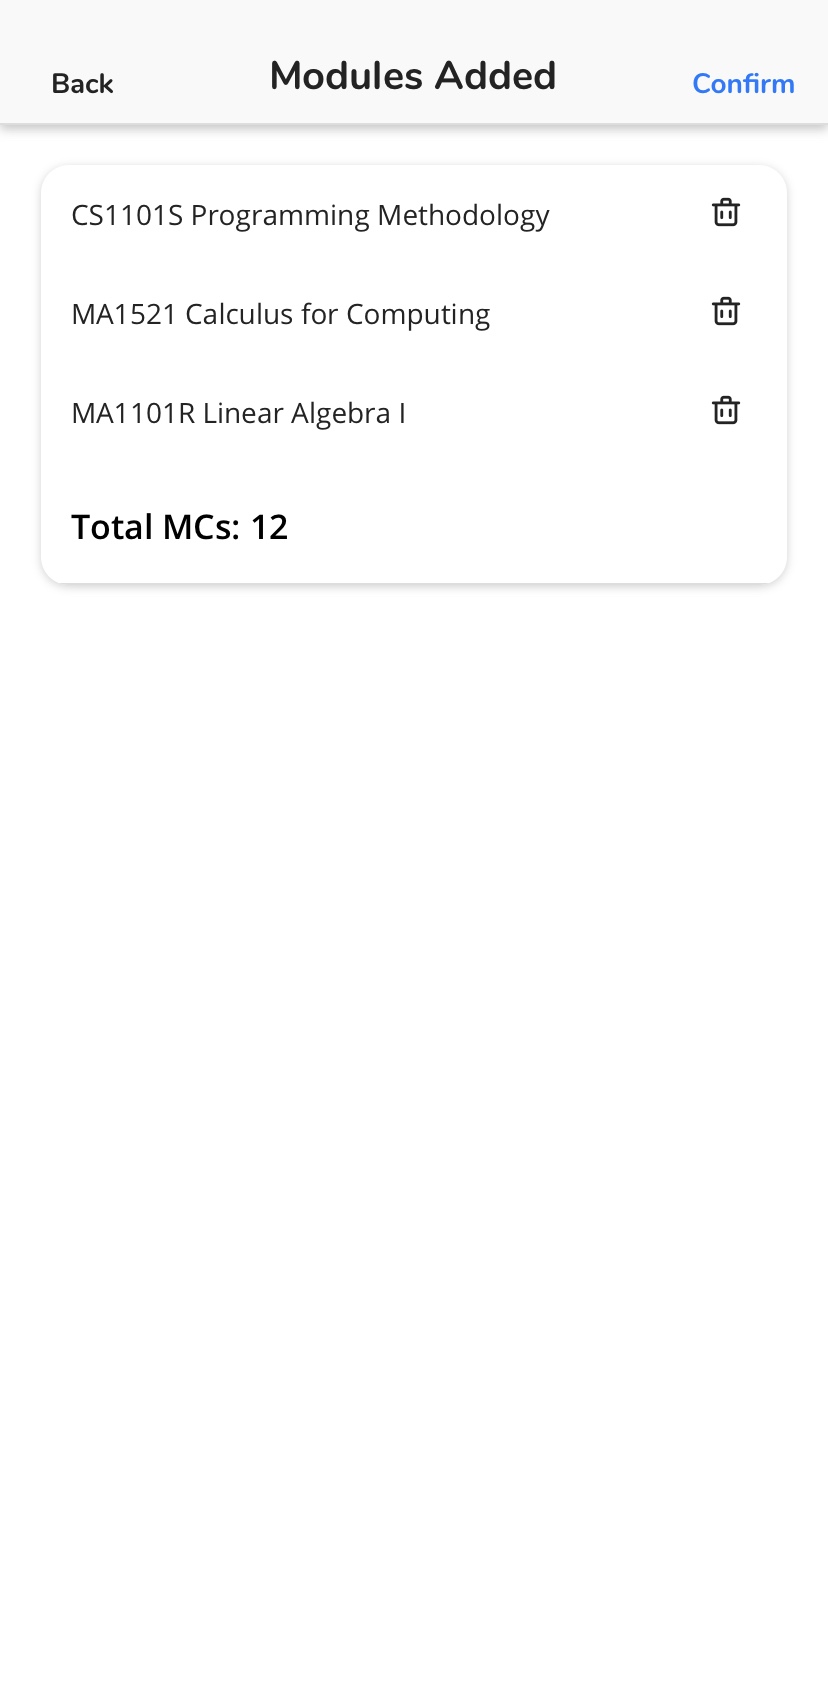 Back Modules Added Confirm
CS1101S Programming Methodology
MA1521 Calculus for Computing
MA1101R Linear Algebra I
Total MCs: 12